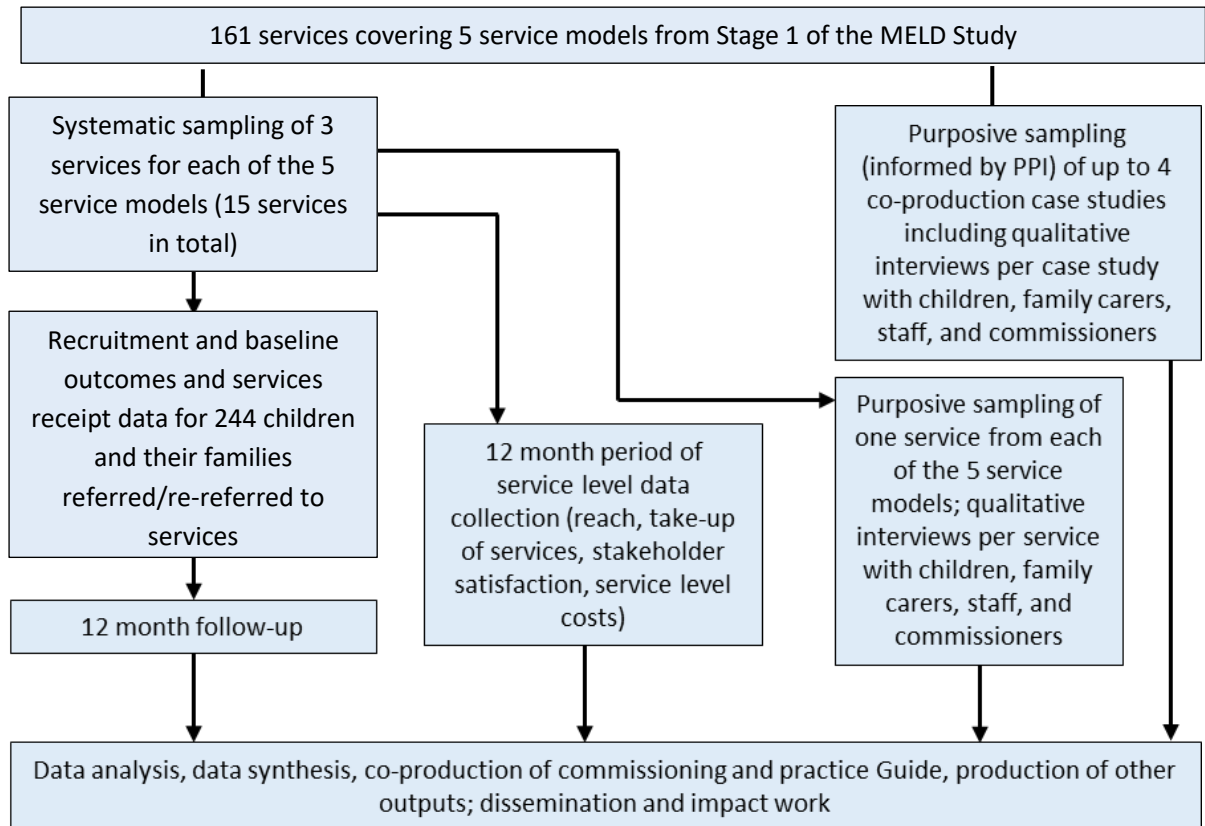 161 services covering 5 service models from Stage 1 of the MELD Study
Systematic sampling of 3
services for each of the 5
service models (15 services
in total)
Recruitment and baseline
outcomes and services
receipt data for 244 children
and their families
referred/re-referred to
services
12 month follow-up
12 month period of
service level data
collection (reach, take-up
of services, stakeholder
satisfaction, service level
costs)
Purposive sampling
(informed by PPI) of up to 4
co-production case studies
including qualitative
interviews per case study
with children, family carers,
staff, and commissioners
Purposive sampling of
one service from each
of the 5 service
models; qualitative
interviews per service
with children, family
carers, staff, and
commissioners
Data analysis, data synthesis, co-production of commissioning and practice Guide, production of other
outputs; dissemination and impact work